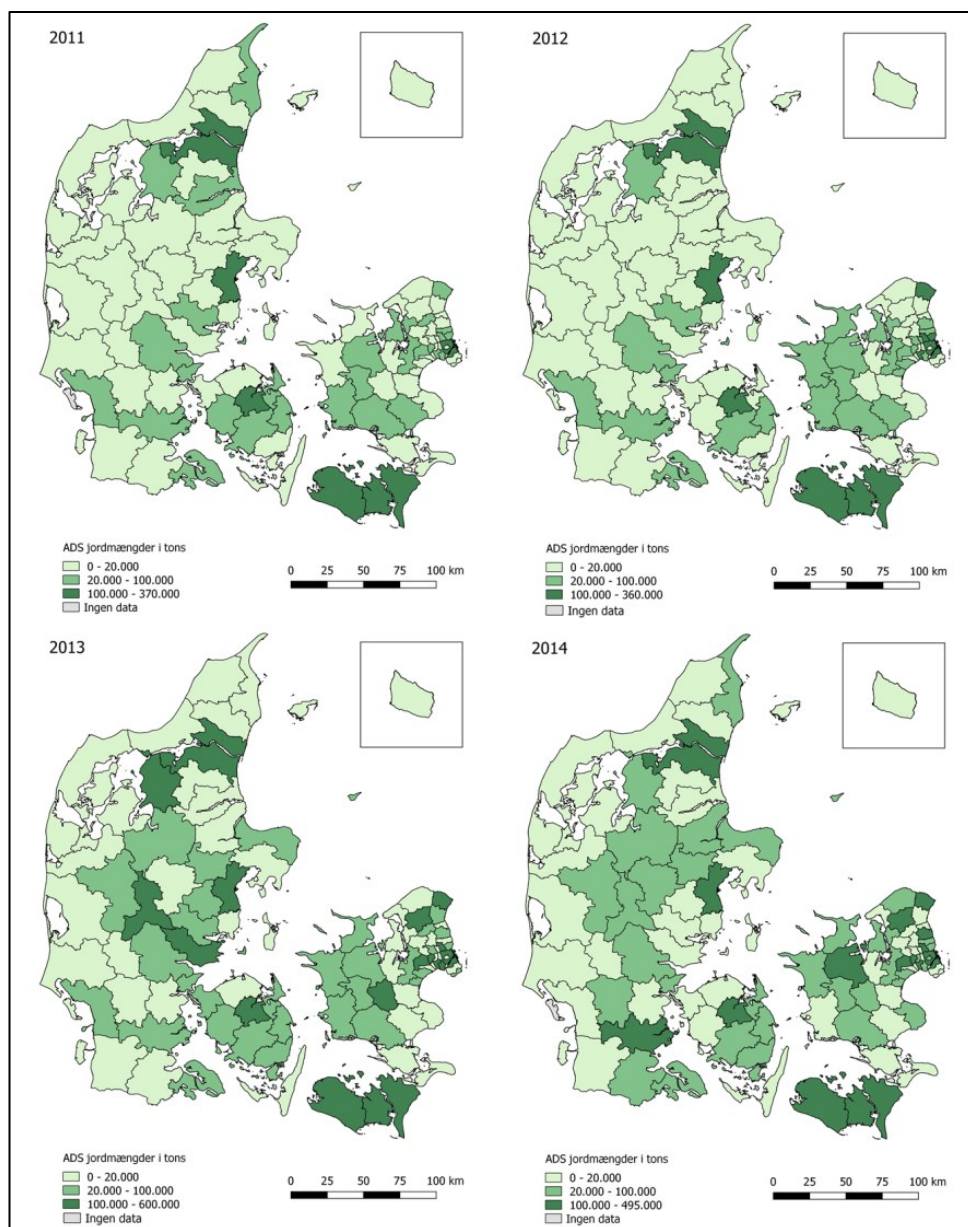 2011
ADS jordmængder i tons
0 - 20.000
20.000 - 100.000
100.000 - 370.000
Ingen data
0 25 50 75 100 km
2012
ADS jordmængder i tons
0 - 20.000
20.000 - 100.000
100.000 - 360.000
Ingen data
0 25 50 75 100 km
2013
ADS jordmængder i tons
0 - 20.000
20.000 - 100.000
100.000 - 600.000
Ingen data
0 25 50 75 100 km
2014
ADS jordmængder i tons
0 - 20.000
20.000 - 100.000
100.000 - 495.000
Ingen data
0 25 50 75 100 km